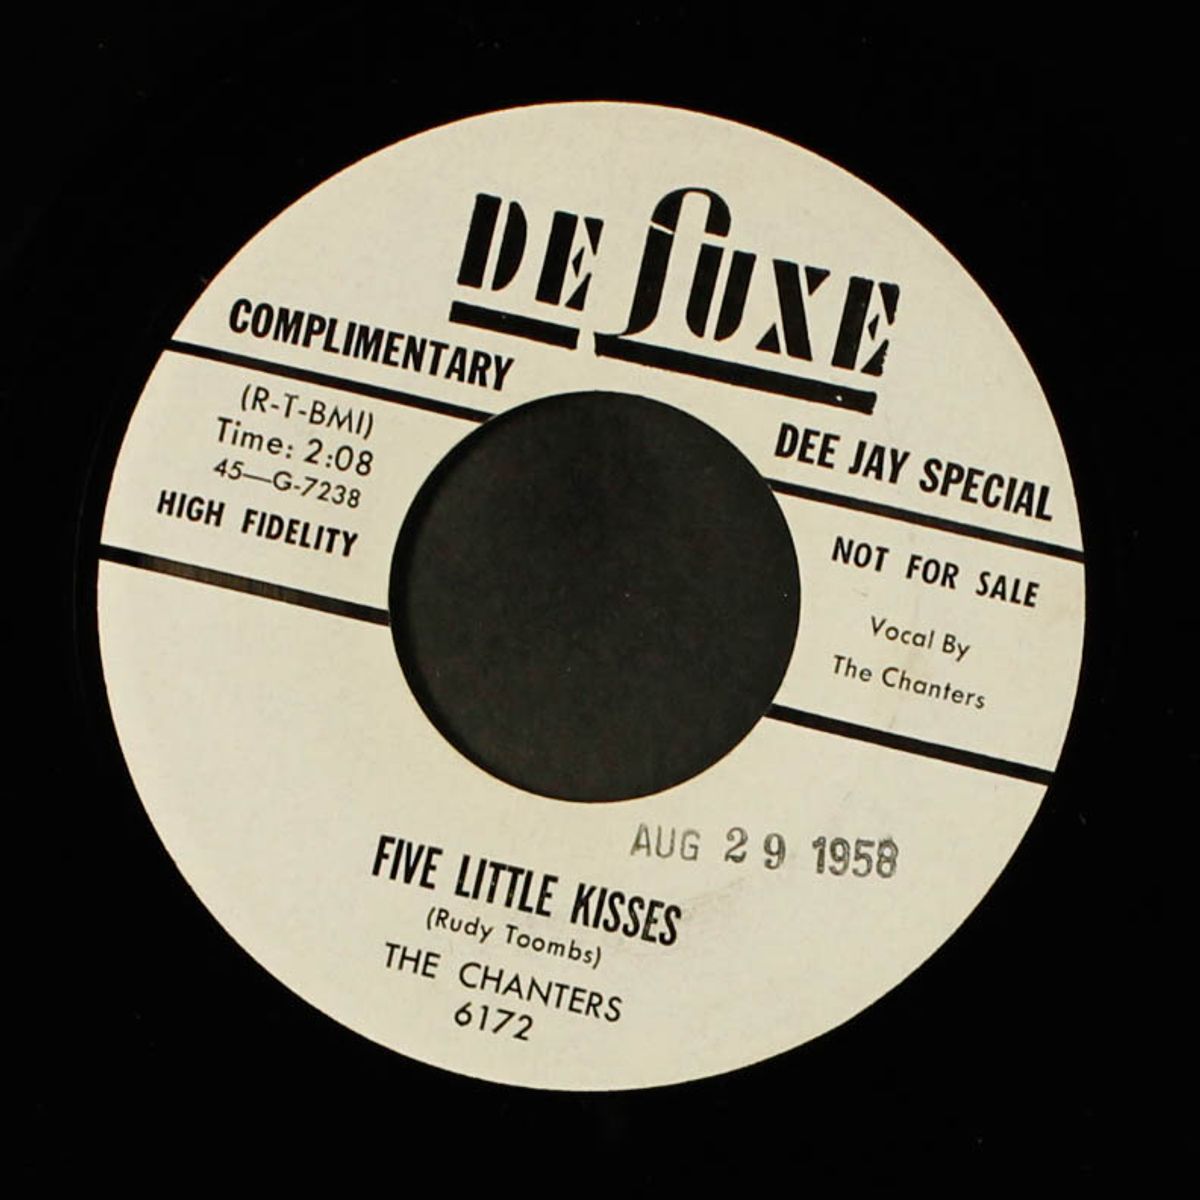 DE LUXE
COMPLIMENTARY
DEE JAY SPECIAL
(R-T-BMI)
Time: 2:08
45—G-7238
HIGH FIDELITY
NOT FOR SALE
Vocal By
The Chanters
AUG 29 1958
FIVE LITTLE KISSES
(Rudy Toombs)
THE CHANTERS
6172